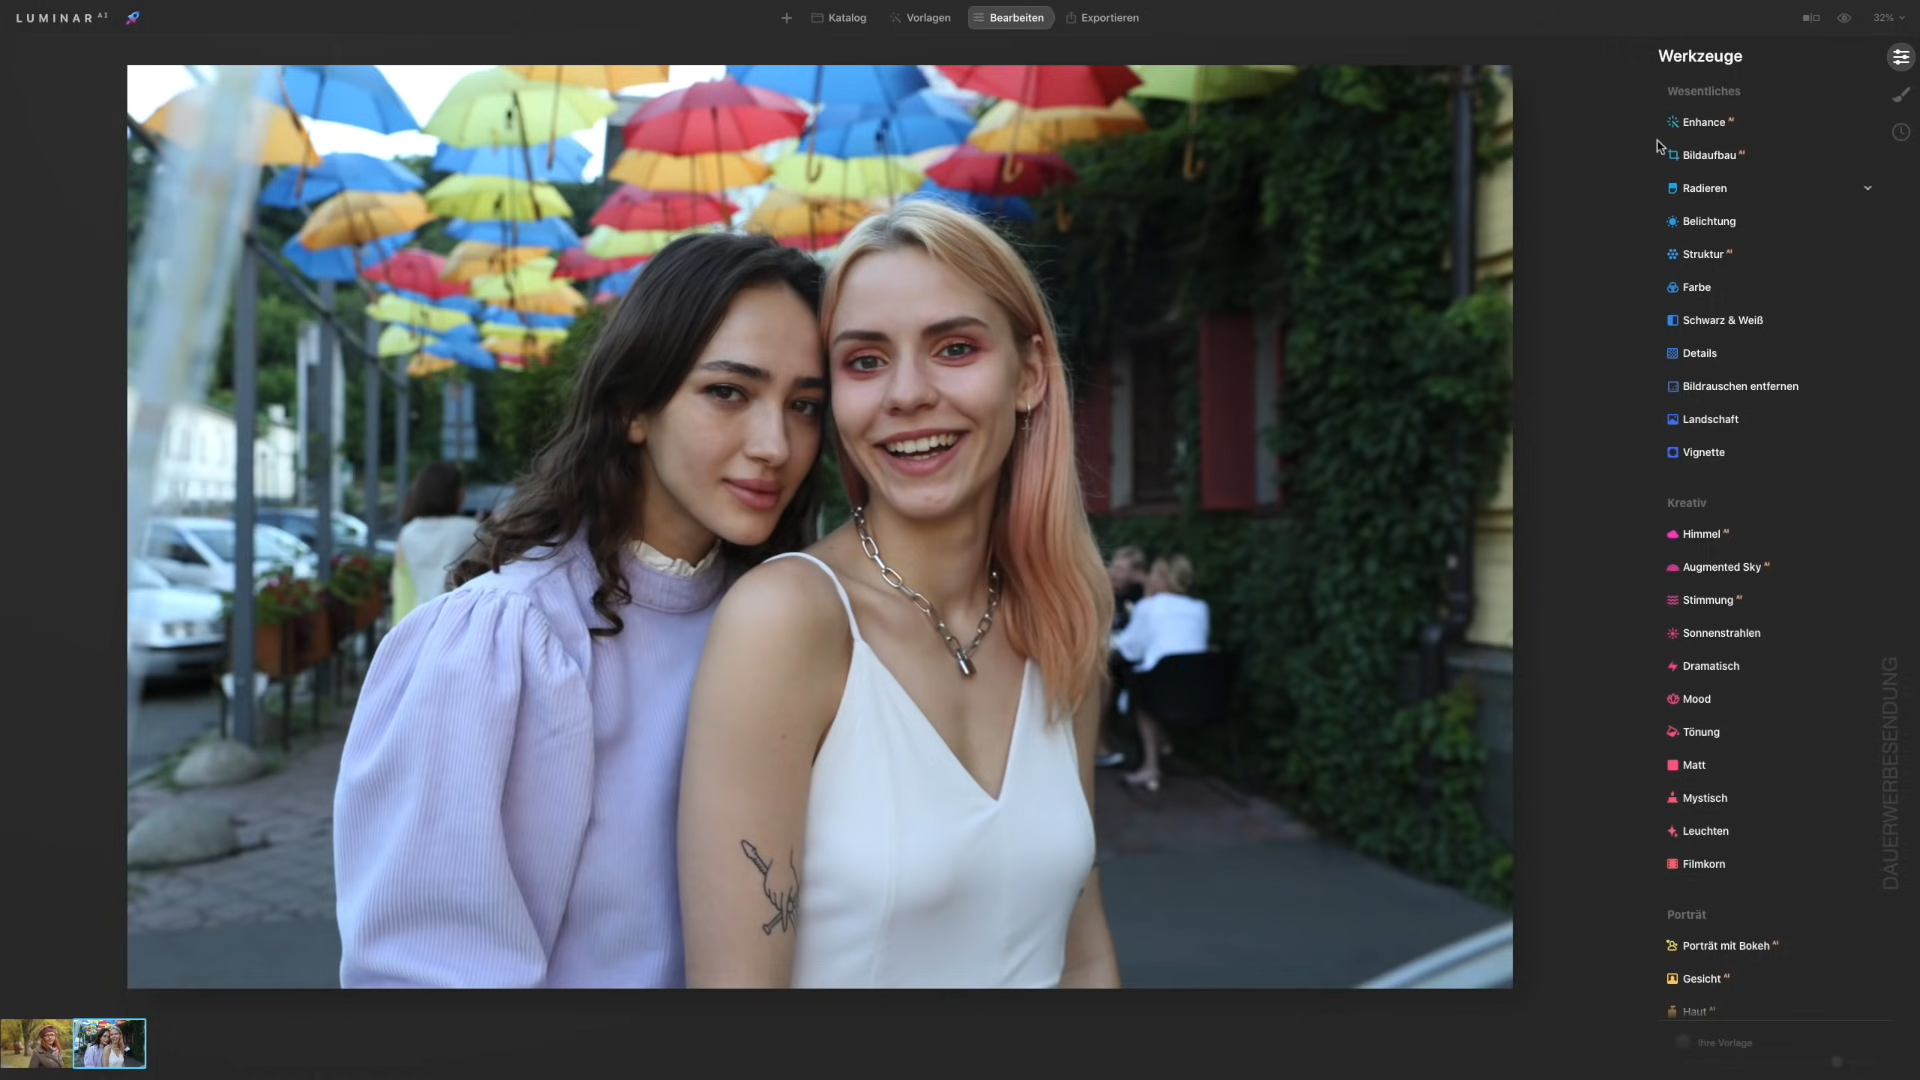 LUMINAR AI
Katalog
Vorlagen
Bearbeiten
Exportieren
32%
Werkzeuge
Wesentliches
Enhance AI
Bildaufbau AI
Radieren
Belichtung
Struktur AI
Farbe
Schwarz & Weiß
Details
Bildrauschen entfernen
Landschaft
Vignette
Kreativ
Himmel AI
Augmented Sky AI
Stimmung AI
Sonnenstrahlen
Dramatisch
Mood
Tönung
Matt
Mystisch
Leuchten
Filmkorn
Porträt
Porträt mit Bokeh AI
Gesicht AI
Haut AI
Ihre Vorlage
DAUERWERBESENDUNG